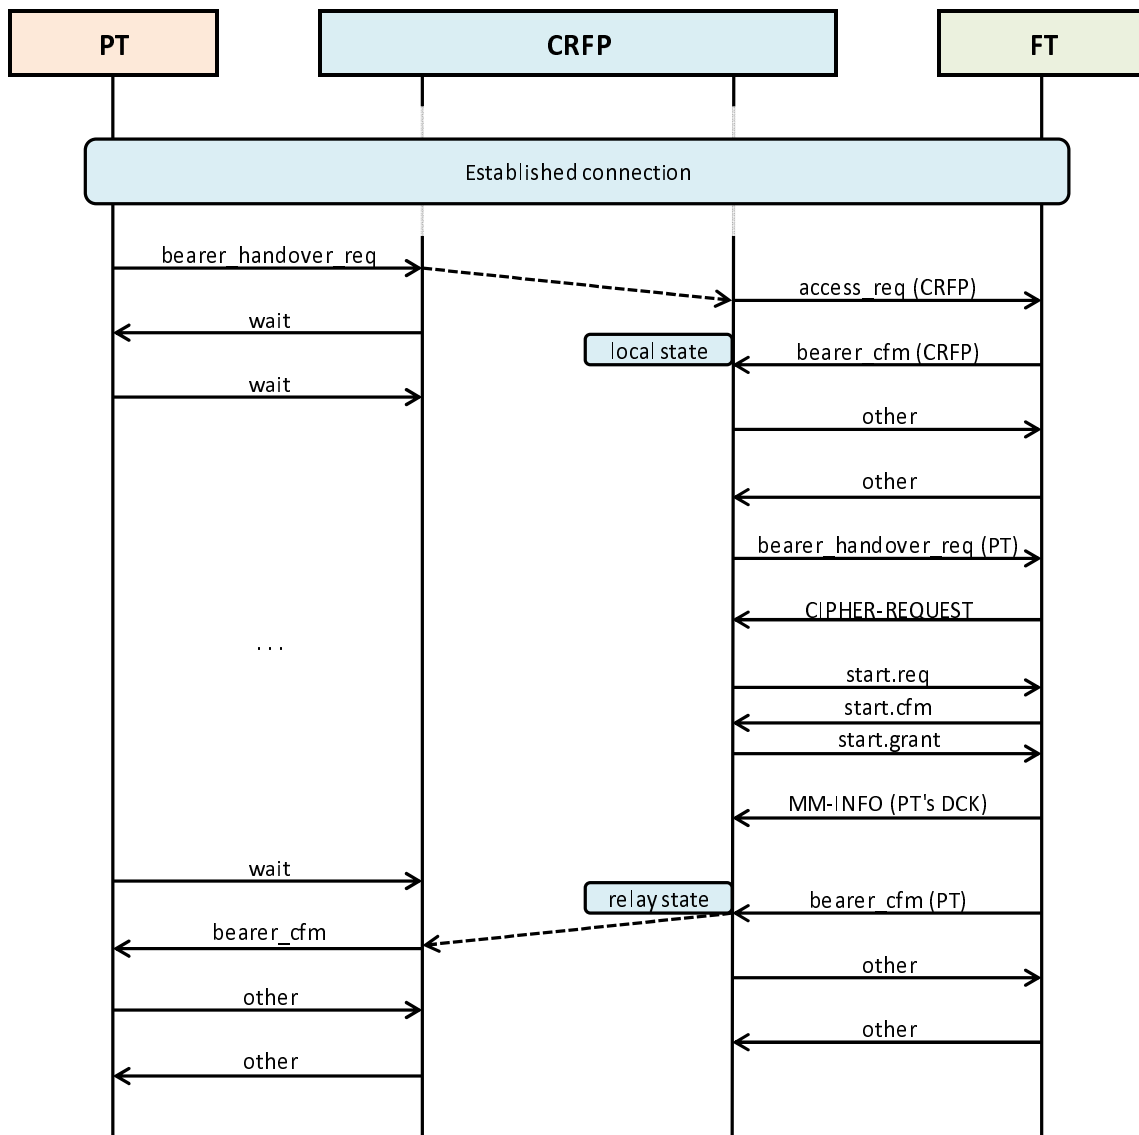 PT
CRFP
FT
Established connection
bearer_handover_req
access_req (CRFP)
wait
local state
bearer_cfm (CRFP)
wait
other
other
bearer_handover_req (PT)
CIPHER-REQUEST
...
start.req
start.cfm
start.grant
MM-INFO (PT's DCK)
wait
relay state
bearer_cfm (PT)
bearer_cfm
other
other
other
other